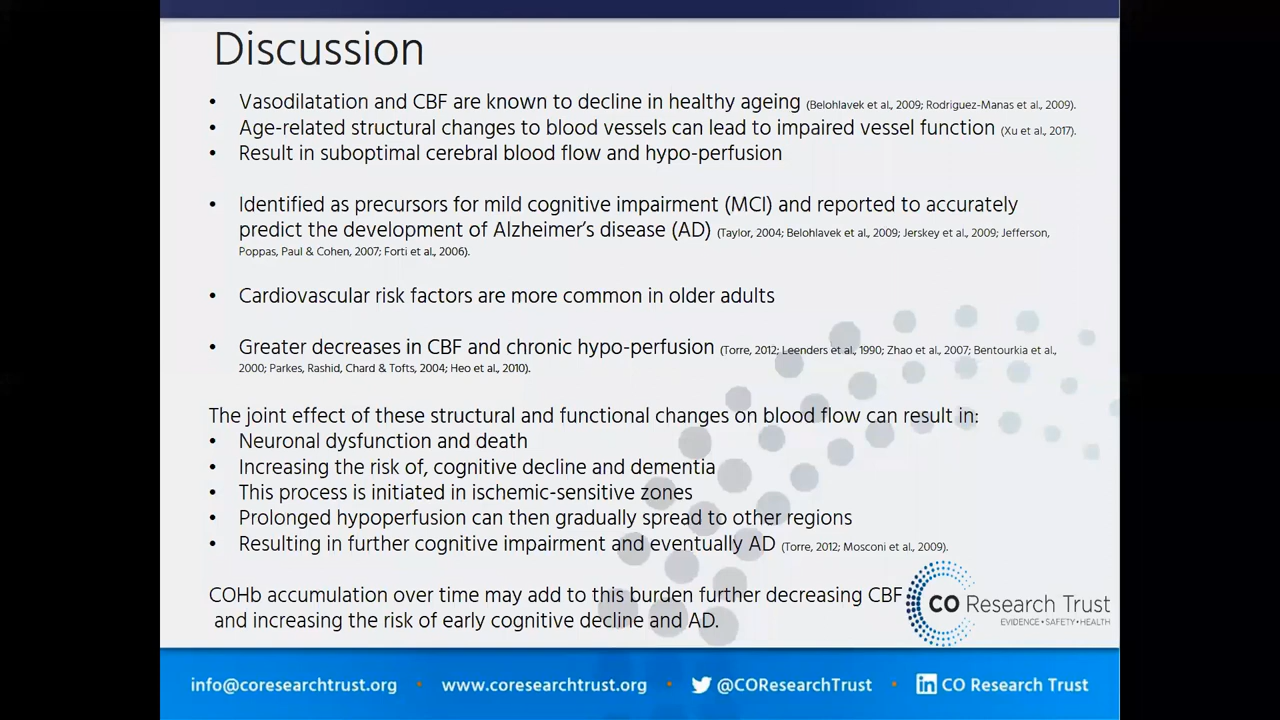 Discussion
• Vasodilatation and CBF are known to decline in healthy ageing (Belohlavek et al., 2009; Rodriguez-Manas et al., 2009).
• Age-related structural changes to blood vessels can lead to impaired vessel function (Xu et al., 2017).
• Result in suboptimal cerebral blood flow and hypo-perfusion
• Identified as precursors for mild cognitive impairment (MCI) and reported to accurately
predict the development of Alzheimer's disease (AD) (Taylor, 2004; Belohlavek et al., 2009; Jerskey et al., 2009; Jefferson,
Poppas, Paul & Cohen, 2007; Forti et al., 2006).
• Cardiovascular risk factors are more common in older adults
• Greater decreases in CBF and chronic hypo-perfusion (Torre, 2012; Leenders et al., 1990; Zhao et al., 2007; Bentourkia et al.,
2000; Parkes, Rashid, Chard & Tofts, 2004; Heo et al., 2010).
The joint effect of these structural and functional changes on blood flow can result in:
• Neuronal dysfunction and death
• Increasing the risk of, cognitive decline and dementia
• This process is initiated in ischemic-sensitive zones
• Prolonged hypoperfusion can then gradually spread to other regions
• Resulting in further cognitive impairment and eventually AD (Torre, 2012; Mosconi et al., 2009).
COHb accumulation over time may add to this burden further decreasing CBF
and increasing the risk of early cognitive decline and AD.
CO Research Trust
EVIDENCE • SAFETY • HEALTH
info@coresearchtrust.org • www.coresearchtrust.org • @COResearchTrust • in CO Research Trust